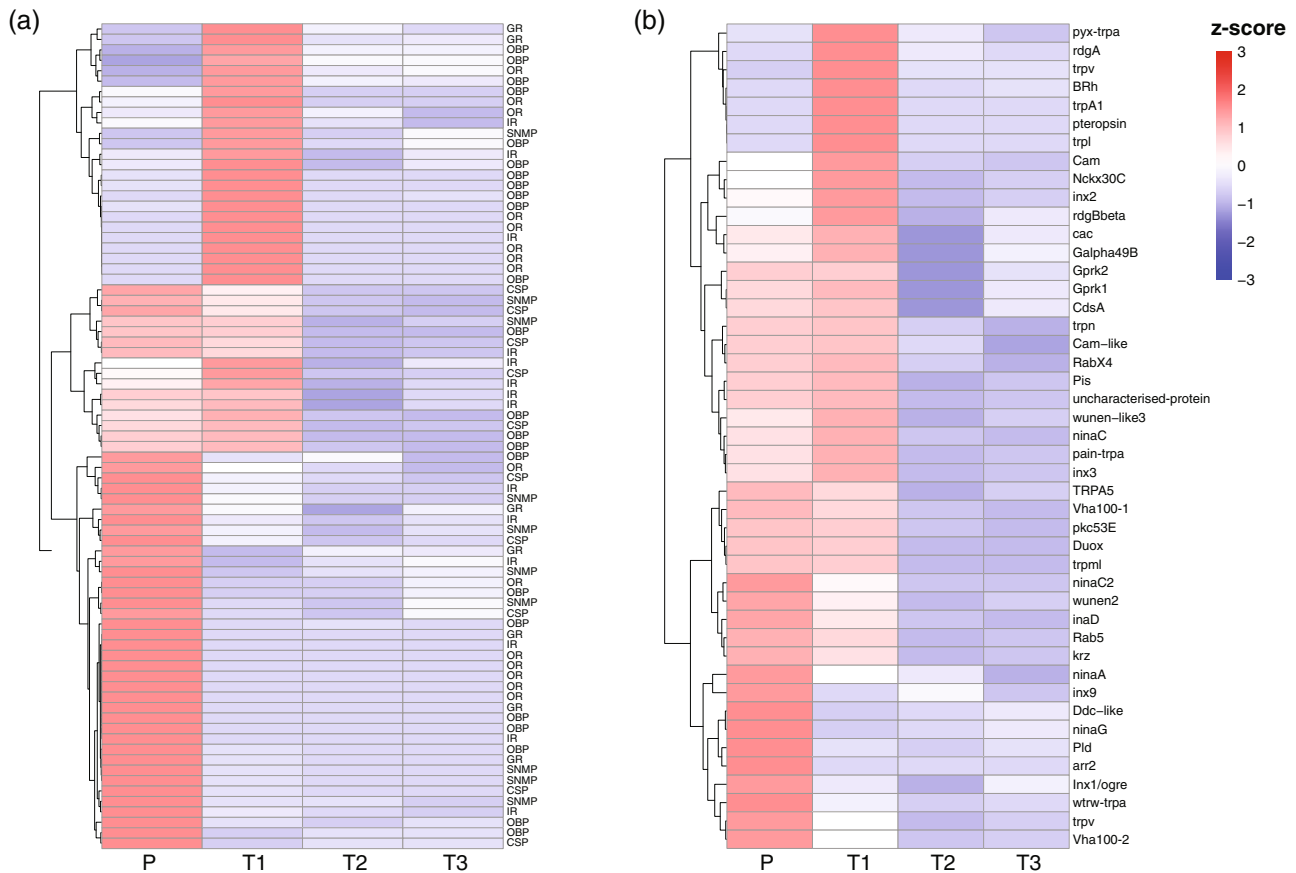 (a)
GR
GR
OBP
OBP
OR
OBP
OBP
OR
OR
IR
SNMP
OBP
IR
OBP
OBP
OBP
OBP
OBP
OR
OR
IR
OR
OR
OR
OBP
CSP
SNMP
CSP
SNMP
OBP
CSP
IR
IR
CSP
IR
IR
IR
OBP
CSP
OBP
OBP
OBP
OR
CSP
IR
SNMP
GR
IR
SNMP
CSP
GR
IR
SNMP
OR
OBP
SNMP
CSP
OBP
GR
IR
OR
OR
OR
OR
OR
GR
OBP
OBP
IR
OBP
GR
SNMP
SNMP
CSP
SNMP
IR
OBP
OBP
CSP
P T1 T2 T3
(b)
pyx-trpa
rdgA
trpv
BRh
trpA1
pteropsin
trpl
Cam
Nckx30C
inx2
rdgBbeta
cac
Galpha49B
Gprk2
Gprk1
CdsA
trpn
Cam-like
RabX4
Pis
uncharacterised-protein
wunen-like3
ninaC
pain-trpa
inx3
TRPA5
Vha100-1
pkc53E
Duox
trpml
ninaC2
wunen2
inaD
Rab5
krz
ninaA
inx9
Ddc-like
ninaG
Pld
arr2
Inx1/ogre
wtrw-trpa
trpv
Vha100-2
P T1 T2 T3
z-score
3
2
1
0
−1
−2
−3